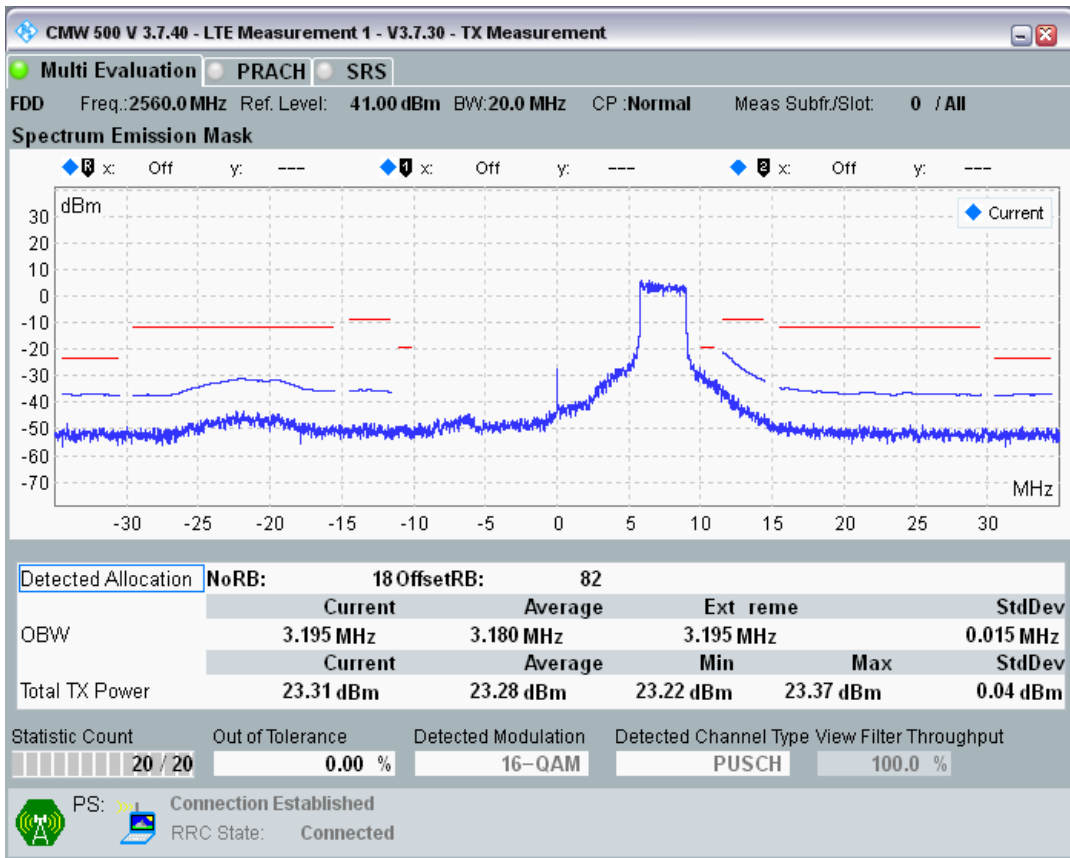 CMW 500 V 3.7.40 - LTE Measurement 1 - V3.7.30 - TX Measurement
Multi Evaluation PRACH SRS
FDD Freq.:2560.0 MHz Ref. Level: 41.00 dBm BW:20.0 MHz CP :Normal Meas Subfr./Slot: 0 / All
Spectrum Emission Mask
R x: Off y: --- 1 x: Off y: --- 2 x: Off y: ---
dBm
Current
30
20
10
0
-10
-20
-30
-40
-50
-60
-70
MHz
-30 -25 -20 -15 -10 -5 0 5 10 15 20 25 30
Detected Allocation NoRB: 18 OffsetRB: 82
Current Average Ext reme StdDev
OBW 3.195 MHz 3.180 MHz 3.195 MHz 0.015 MHz
Current Average Min Max StdDev
Total TX Power 23.31 dBm 23.28 dBm 23.22 dBm 23.37 dBm 0.04 dBm
Statistic Count Out of Tolerance Detected Modulation Detected Channel Type View Filter Throughput
20 / 20 0.00 % 16-QAM PUSCH 100.0 %
PS: Connection Established
RRC State: Connected